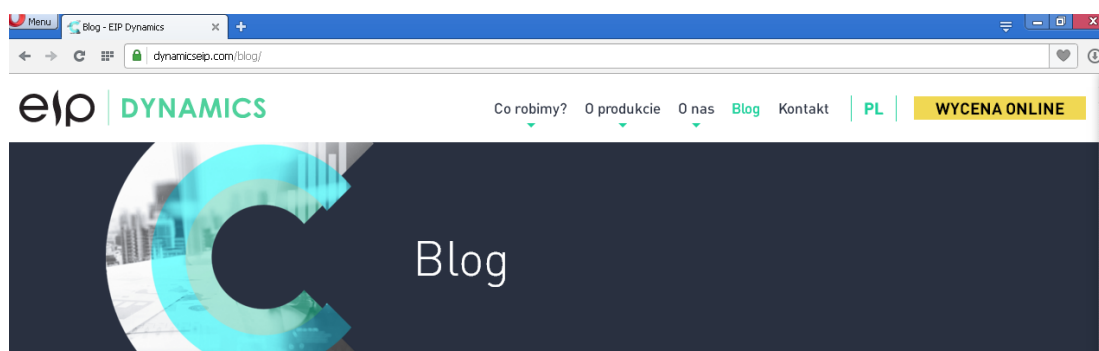 Menu
Blog - EIP Dynamics
dynamicseip.com/blog/
eip DYNAMICS
Co robimy? O produkcie O nas Blog Kontakt PL WYCENA ONLINE
Blog